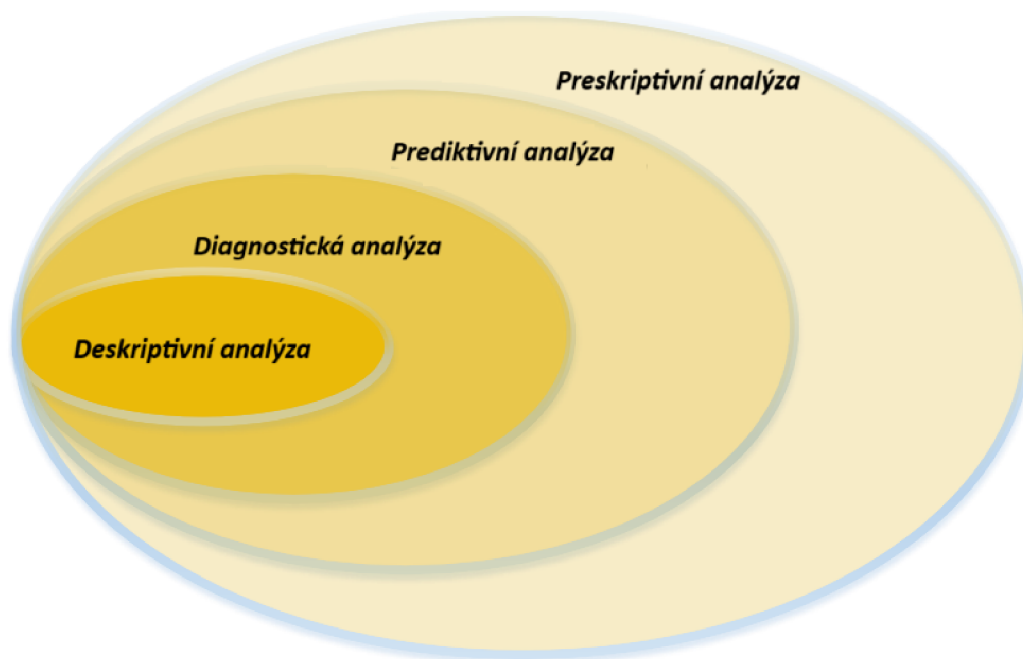 Preskriptivní analýza
Prediktivní analýza
Diagnostická analýza
Deskriptivní analýza